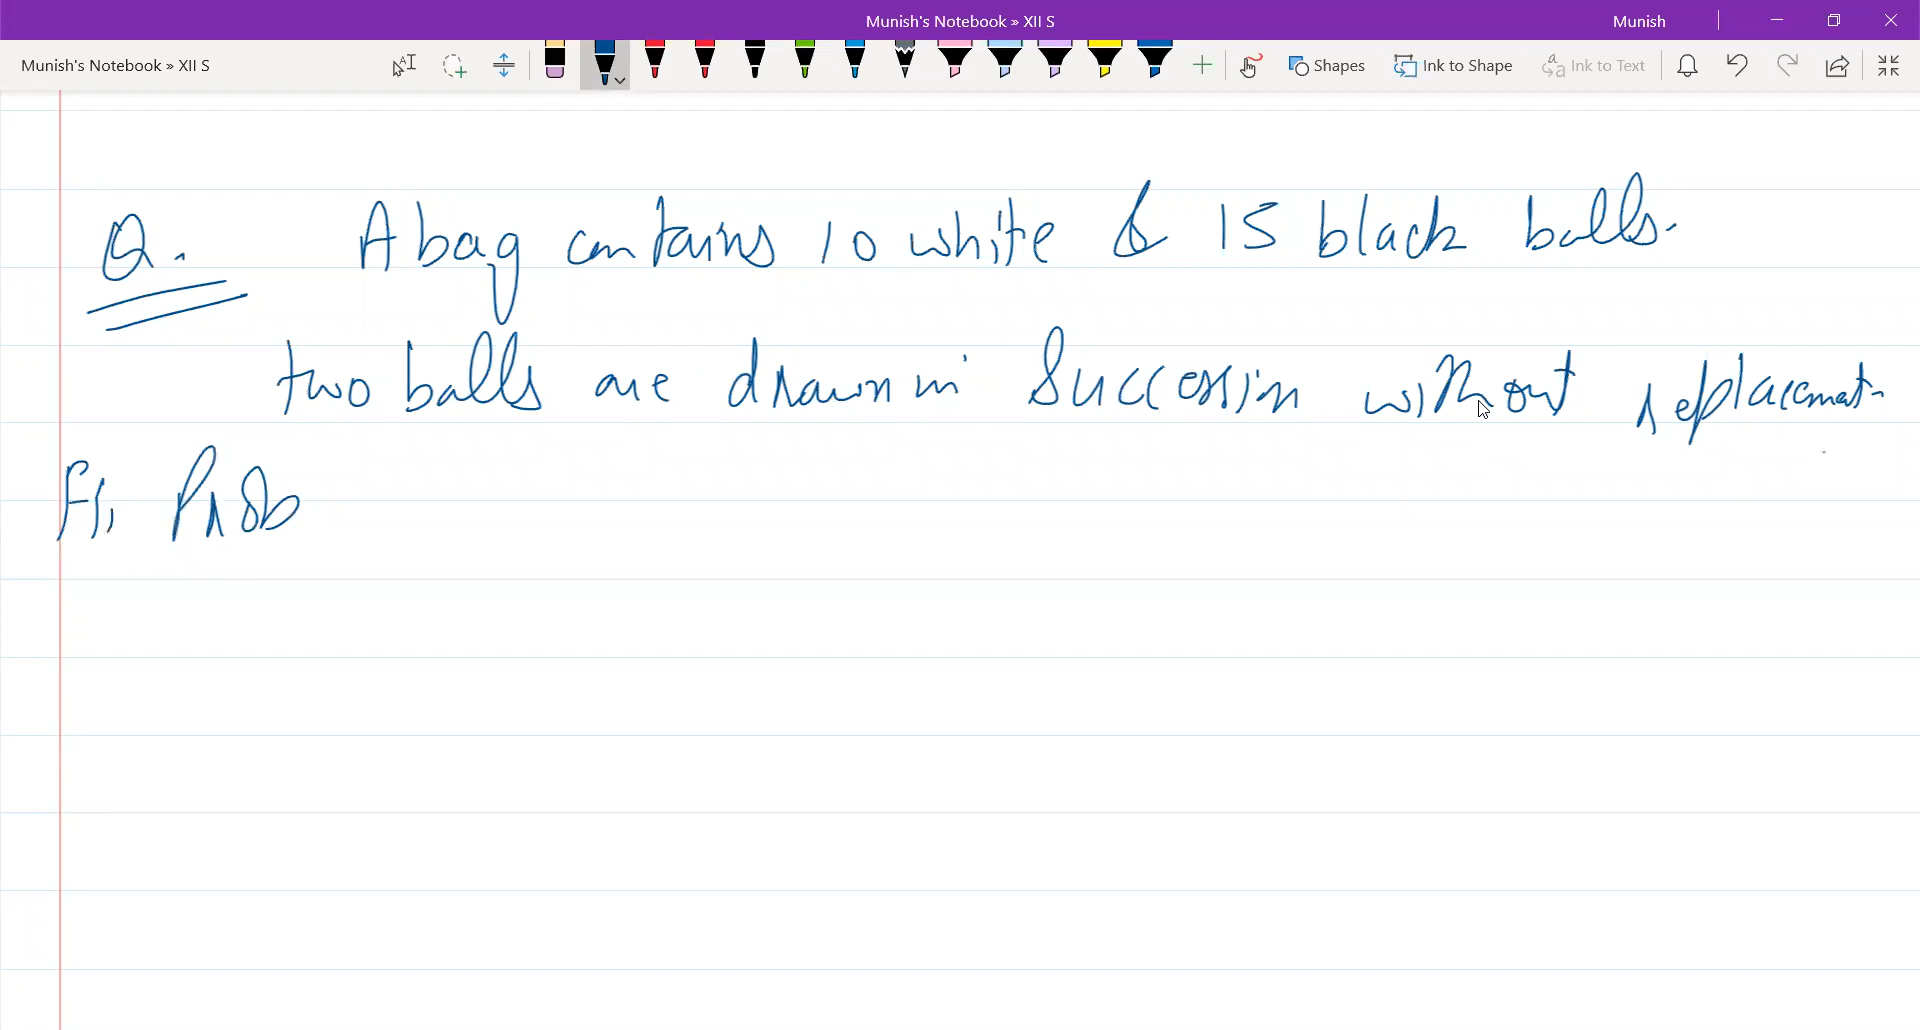 Munish's Notebook » XII S
Munish
Munish's Notebook » XII S
Shapes
Ink to Shape
Ink to Text
Q. A bag contains 10 white & 15 black balls.
two balls are drawn in Succession without replacement.
Prob